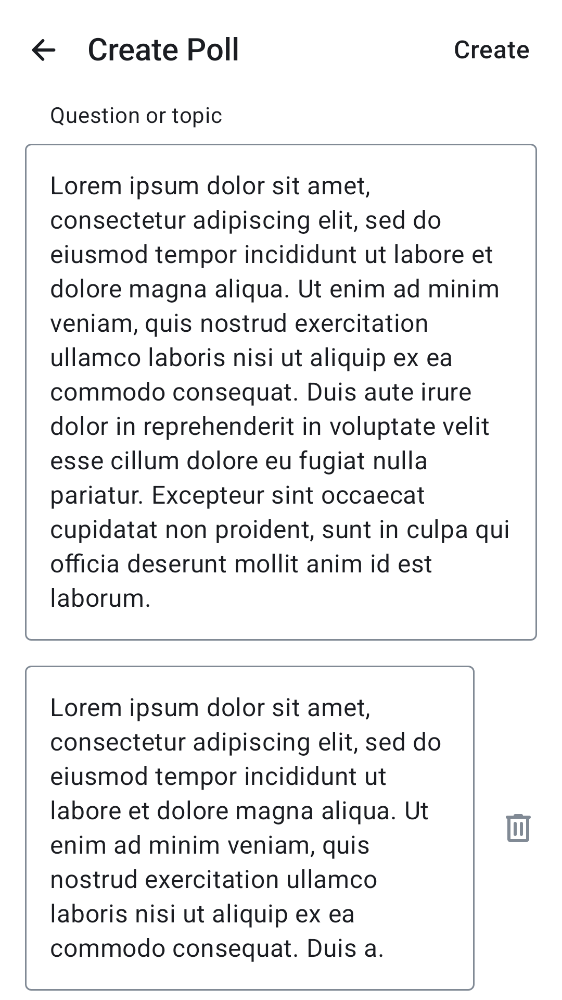 Create Poll
Create
Question or topic
Lorem ipsum dolor sit amet,
consectetur adipiscing elit, sed do
eiusmod tempor incididunt ut labore et
dolore magna aliqua. Ut enim ad minim
veniam, quis nostrud exercitation
ullamco laboris nisi ut aliquip ex ea
commodo consequat. Duis aute irure
dolor in reprehenderit in voluptate velit
esse cillum dolore eu fugiat nulla
pariatur. Excepteur sint occaecat
cupidatat non proident, sunt in culpa qui
officia deserunt mollit anim id est
laborum.
Lorem ipsum dolor sit amet,
consectetur adipiscing elit, sed do
eiusmod tempor incididunt ut
labore et dolore magna aliqua. Ut
enim ad minim veniam, quis
nostrud exercitation ullamco
laboris nisi ut aliquip ex ea
commodo consequat. Duis a.